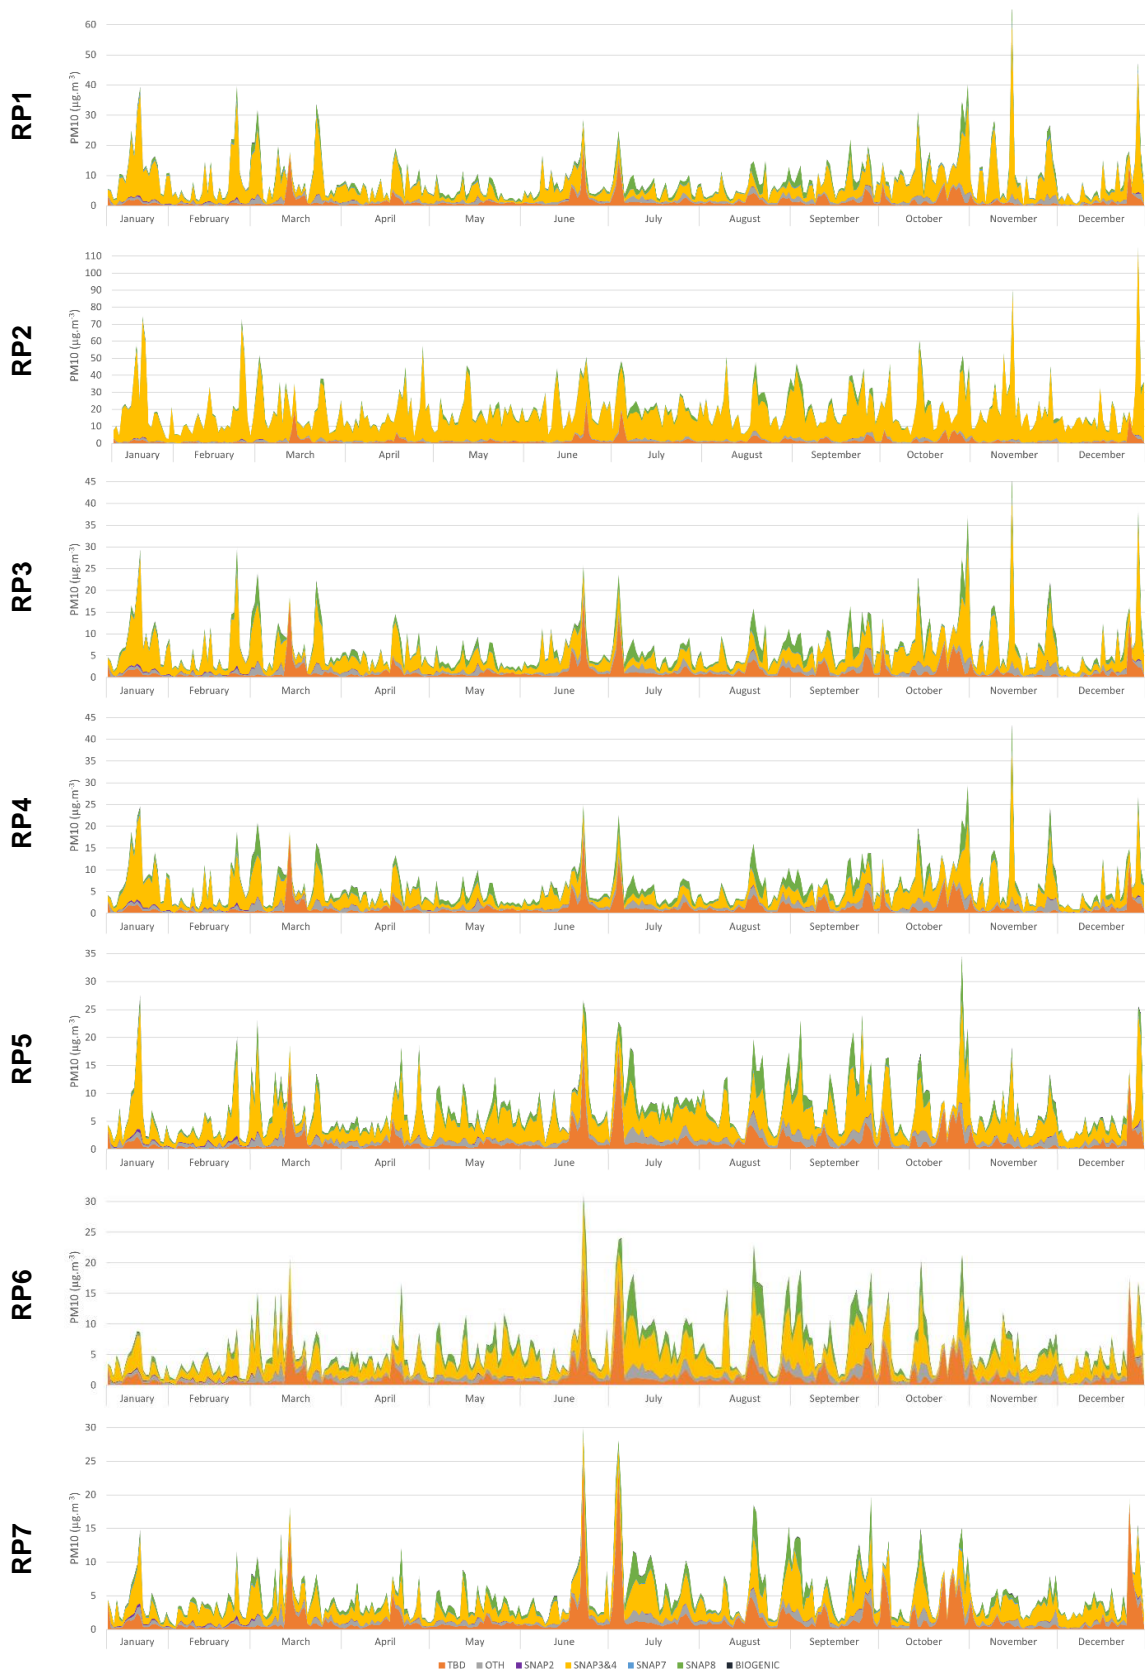 RP1
PM10 (µg.m-3)
60
50
40
30
20
10
0
January February March April May June July August September October November December
RP2
PM10 (µg.m-3)
110
100
90
80
70
60
50
40
30
20
10
0
January February March April May June July August September October November December
RP3
PM10 (µg.m-3)
45
40
35
30
25
20
15
10
5
0
January February March April May June July August September October November December
RP4
PM10 (µg.m-3)
45
40
35
30
25
20
15
10
5
0
January February March April May June July August September October November December
RP5
PM10 (µg.m-3)
35
30
25
20
15
10
5
0
January February March April May June July August September October November December
RP6
PM10 (µg.m-3)
30
25
20
15
10
5
0
January February March April May June July August September October November December
RP7
PM10 (µg.m-3)
30
25
20
15
10
5
0
January February March April May June July August September October November December
TBD OTH SNAP2 SNAP3&4 SNAP7 SNAP8 BIOGENIC